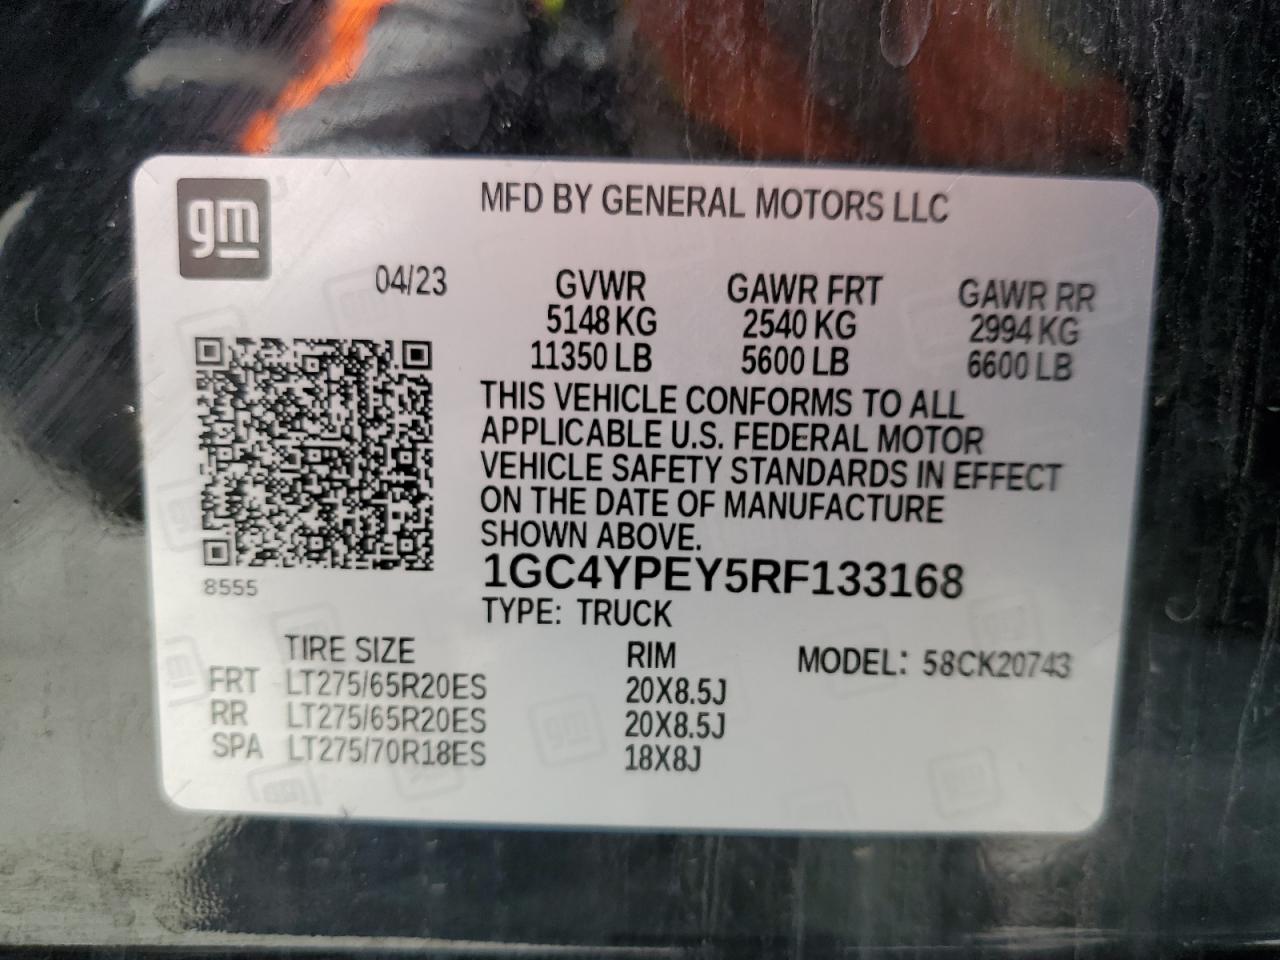 gm
MFD BY GENERAL MOTORS LLC
04/23 GVWR GAWR FRT GAWR RR
5148 KG 2540 KG 2994 KG
11350 LB 5600 LB 6600 LB
THIS VEHICLE CONFORMS TO ALL
APPLICABLE U.S. FEDERAL MOTOR
VEHICLE SAFETY STANDARDS IN EFFECT
ON THE DATE OF MANUFACTURE
SHOWN ABOVE.
8555
1GC4YPEY5RF133168
TYPE: TRUCK
TIRE SIZE RIM MODEL: 58CK20743
FRT LT275/65R20ES 20X8.5J
RR LT275/65R20ES 20X8.5J
SPA LT275/70R18ES 18X8J